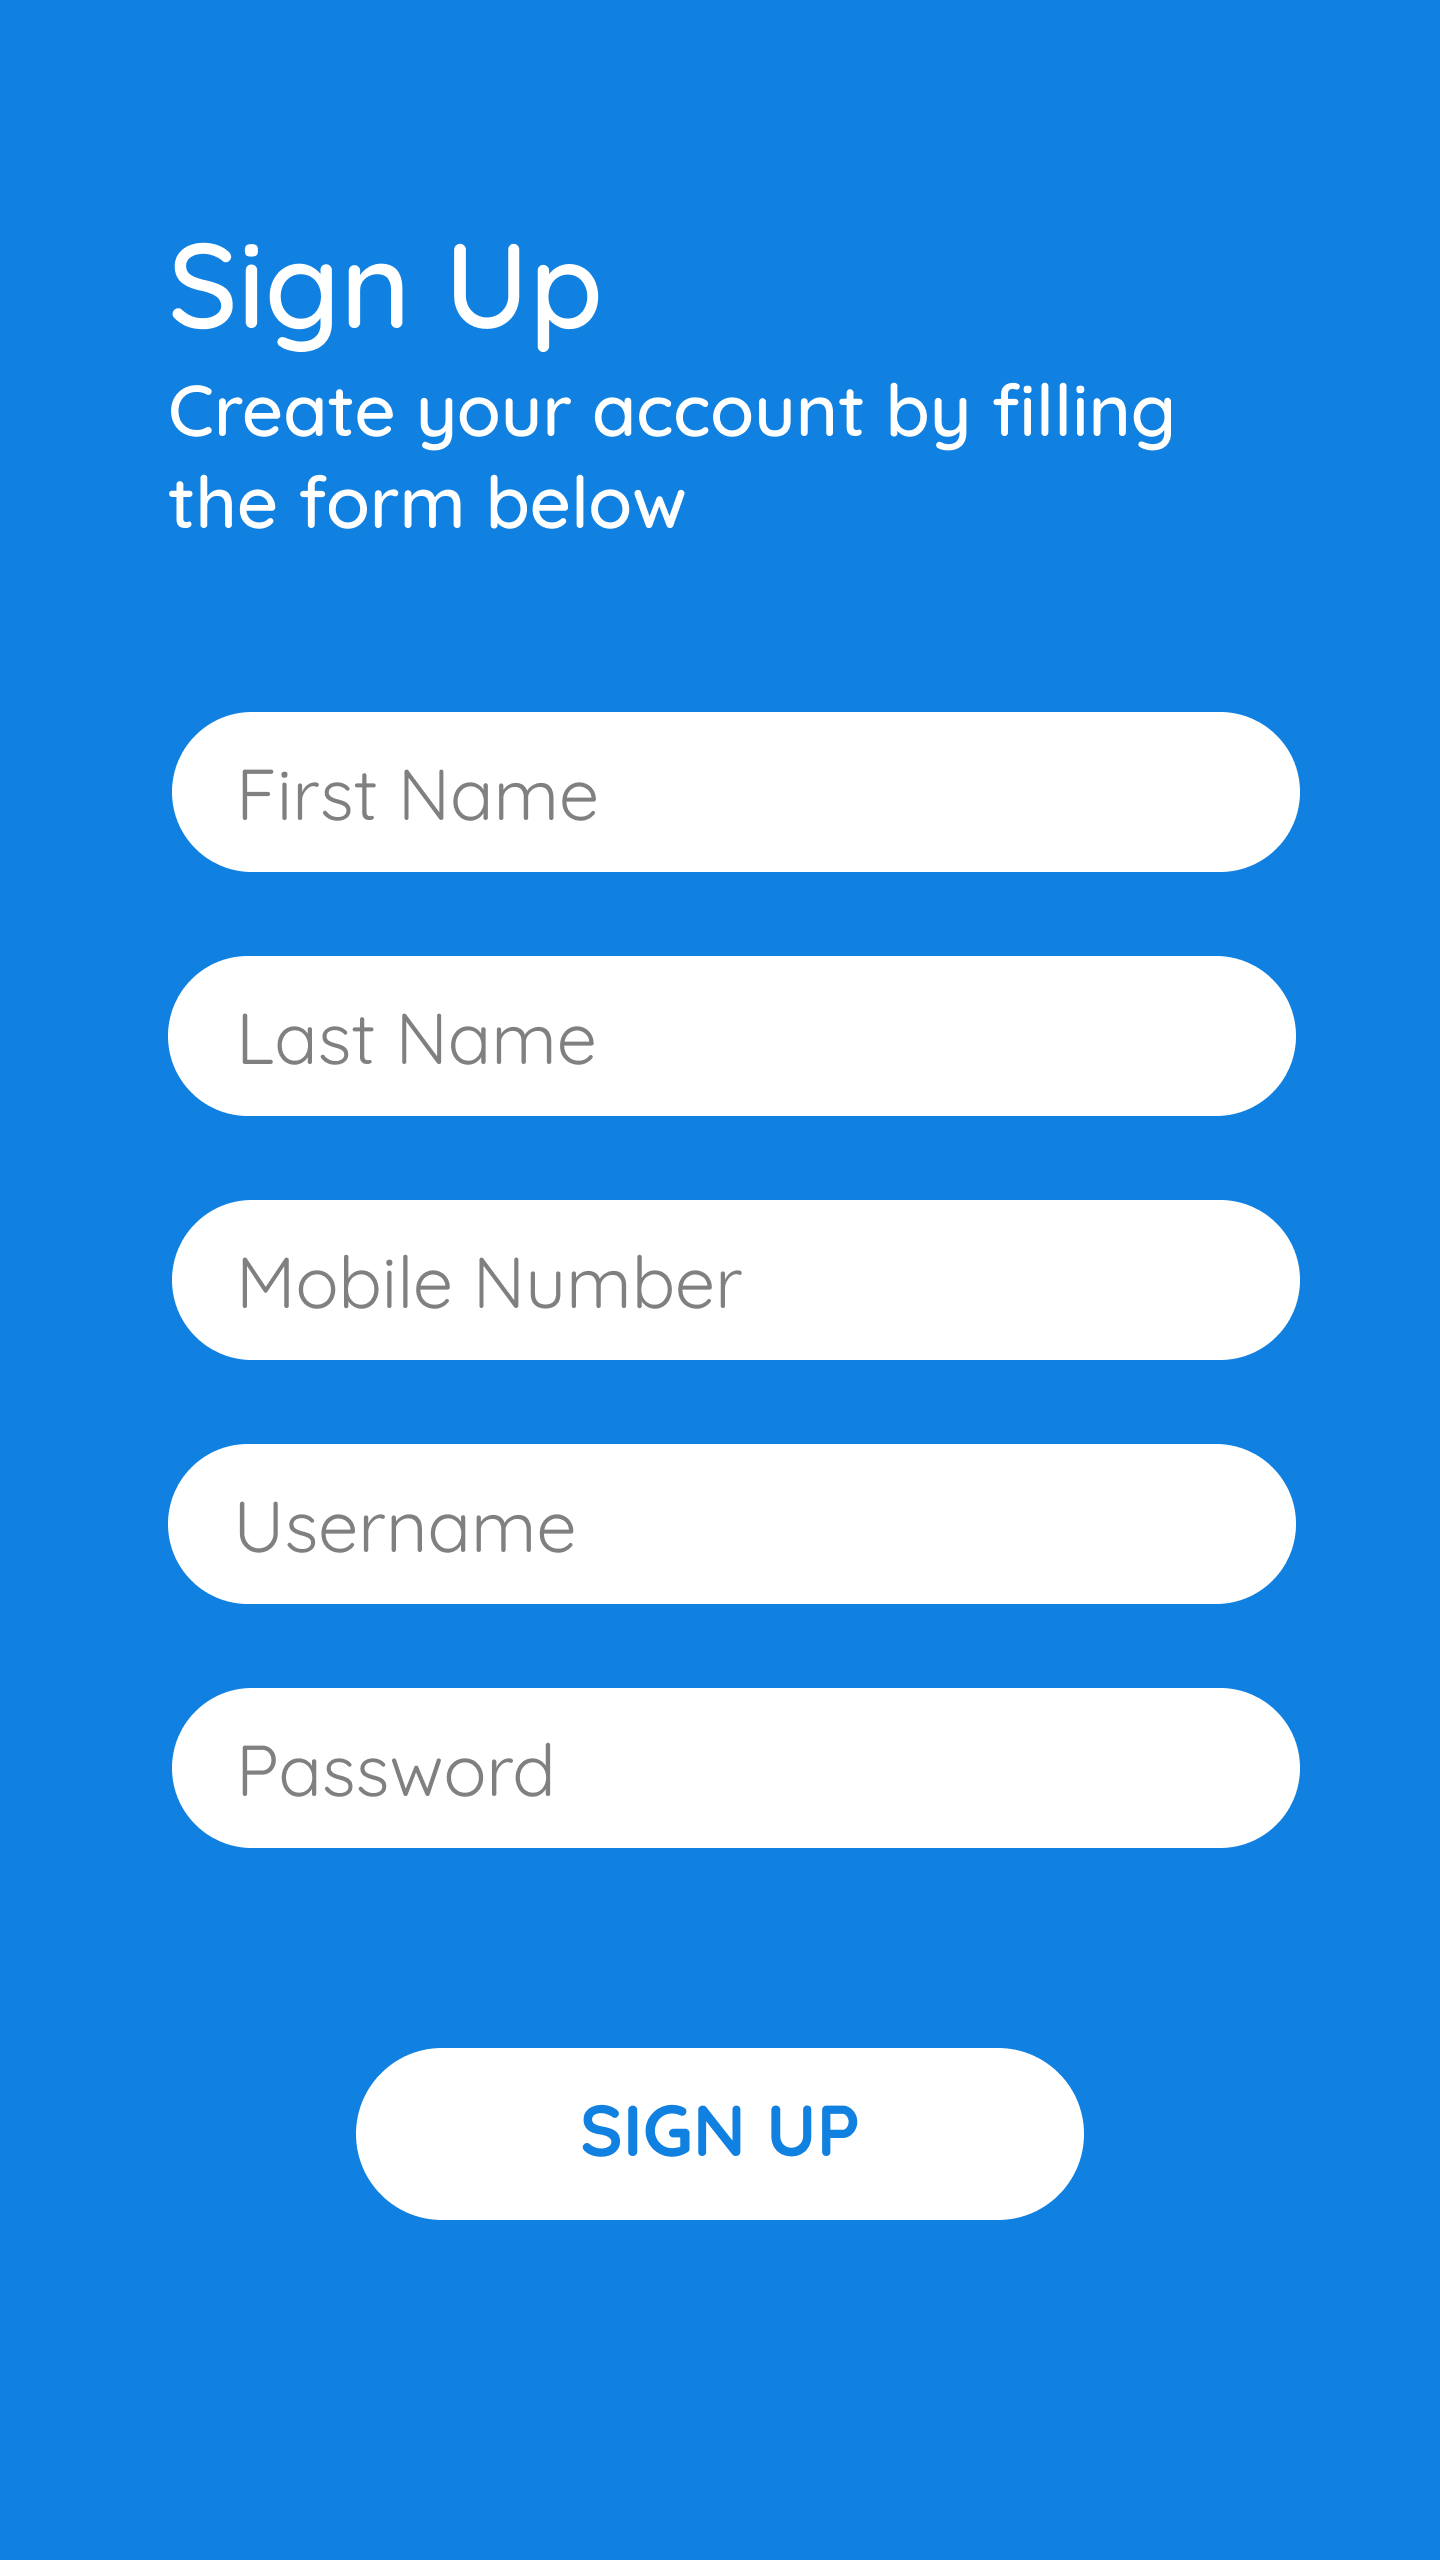 Sign Up
Create your account by filling
the form below
First Name
Last Name
Mobile Number
Username
Password
SIGN UP